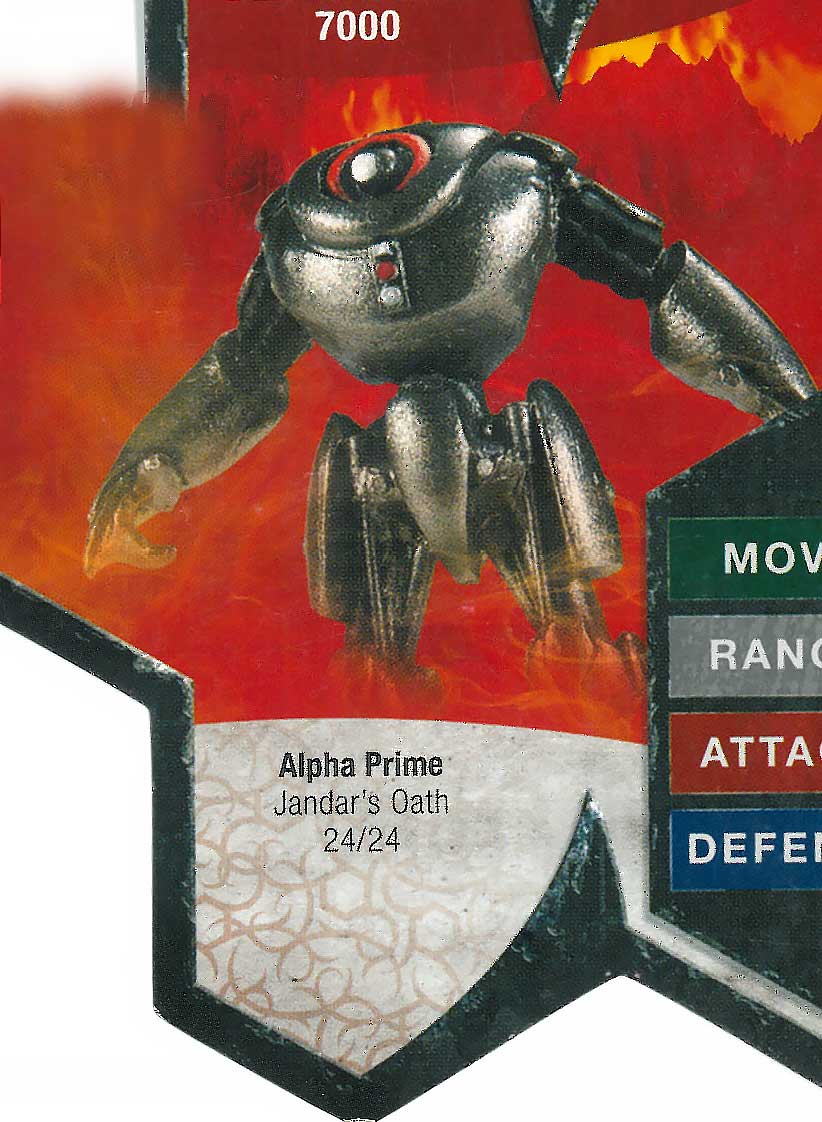 7000
MOV
RANG
ATTAC
DEFEN
Alpha Prime
Jandar's Oath
24/24